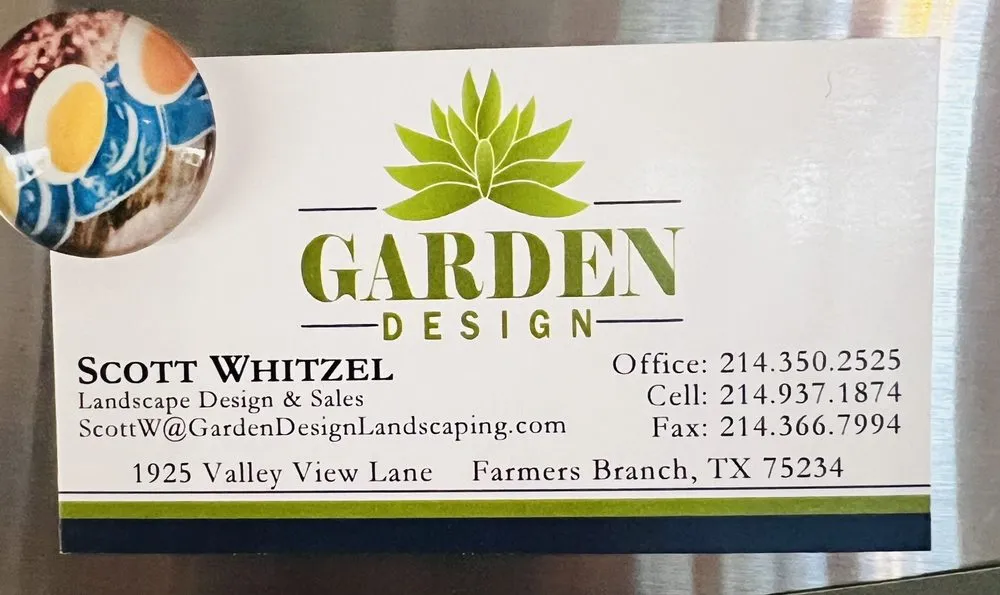 GARDEN
DESIGN
SCOTT WHITZEL
Landscape Design & Sales
ScottW@GardenDesignLandscaping.com
Office: 214.350.2525
Cell: 214.937.1874
Fax: 214.366.7994
1925 Valley View Lane Farmers Branch, TX 75234